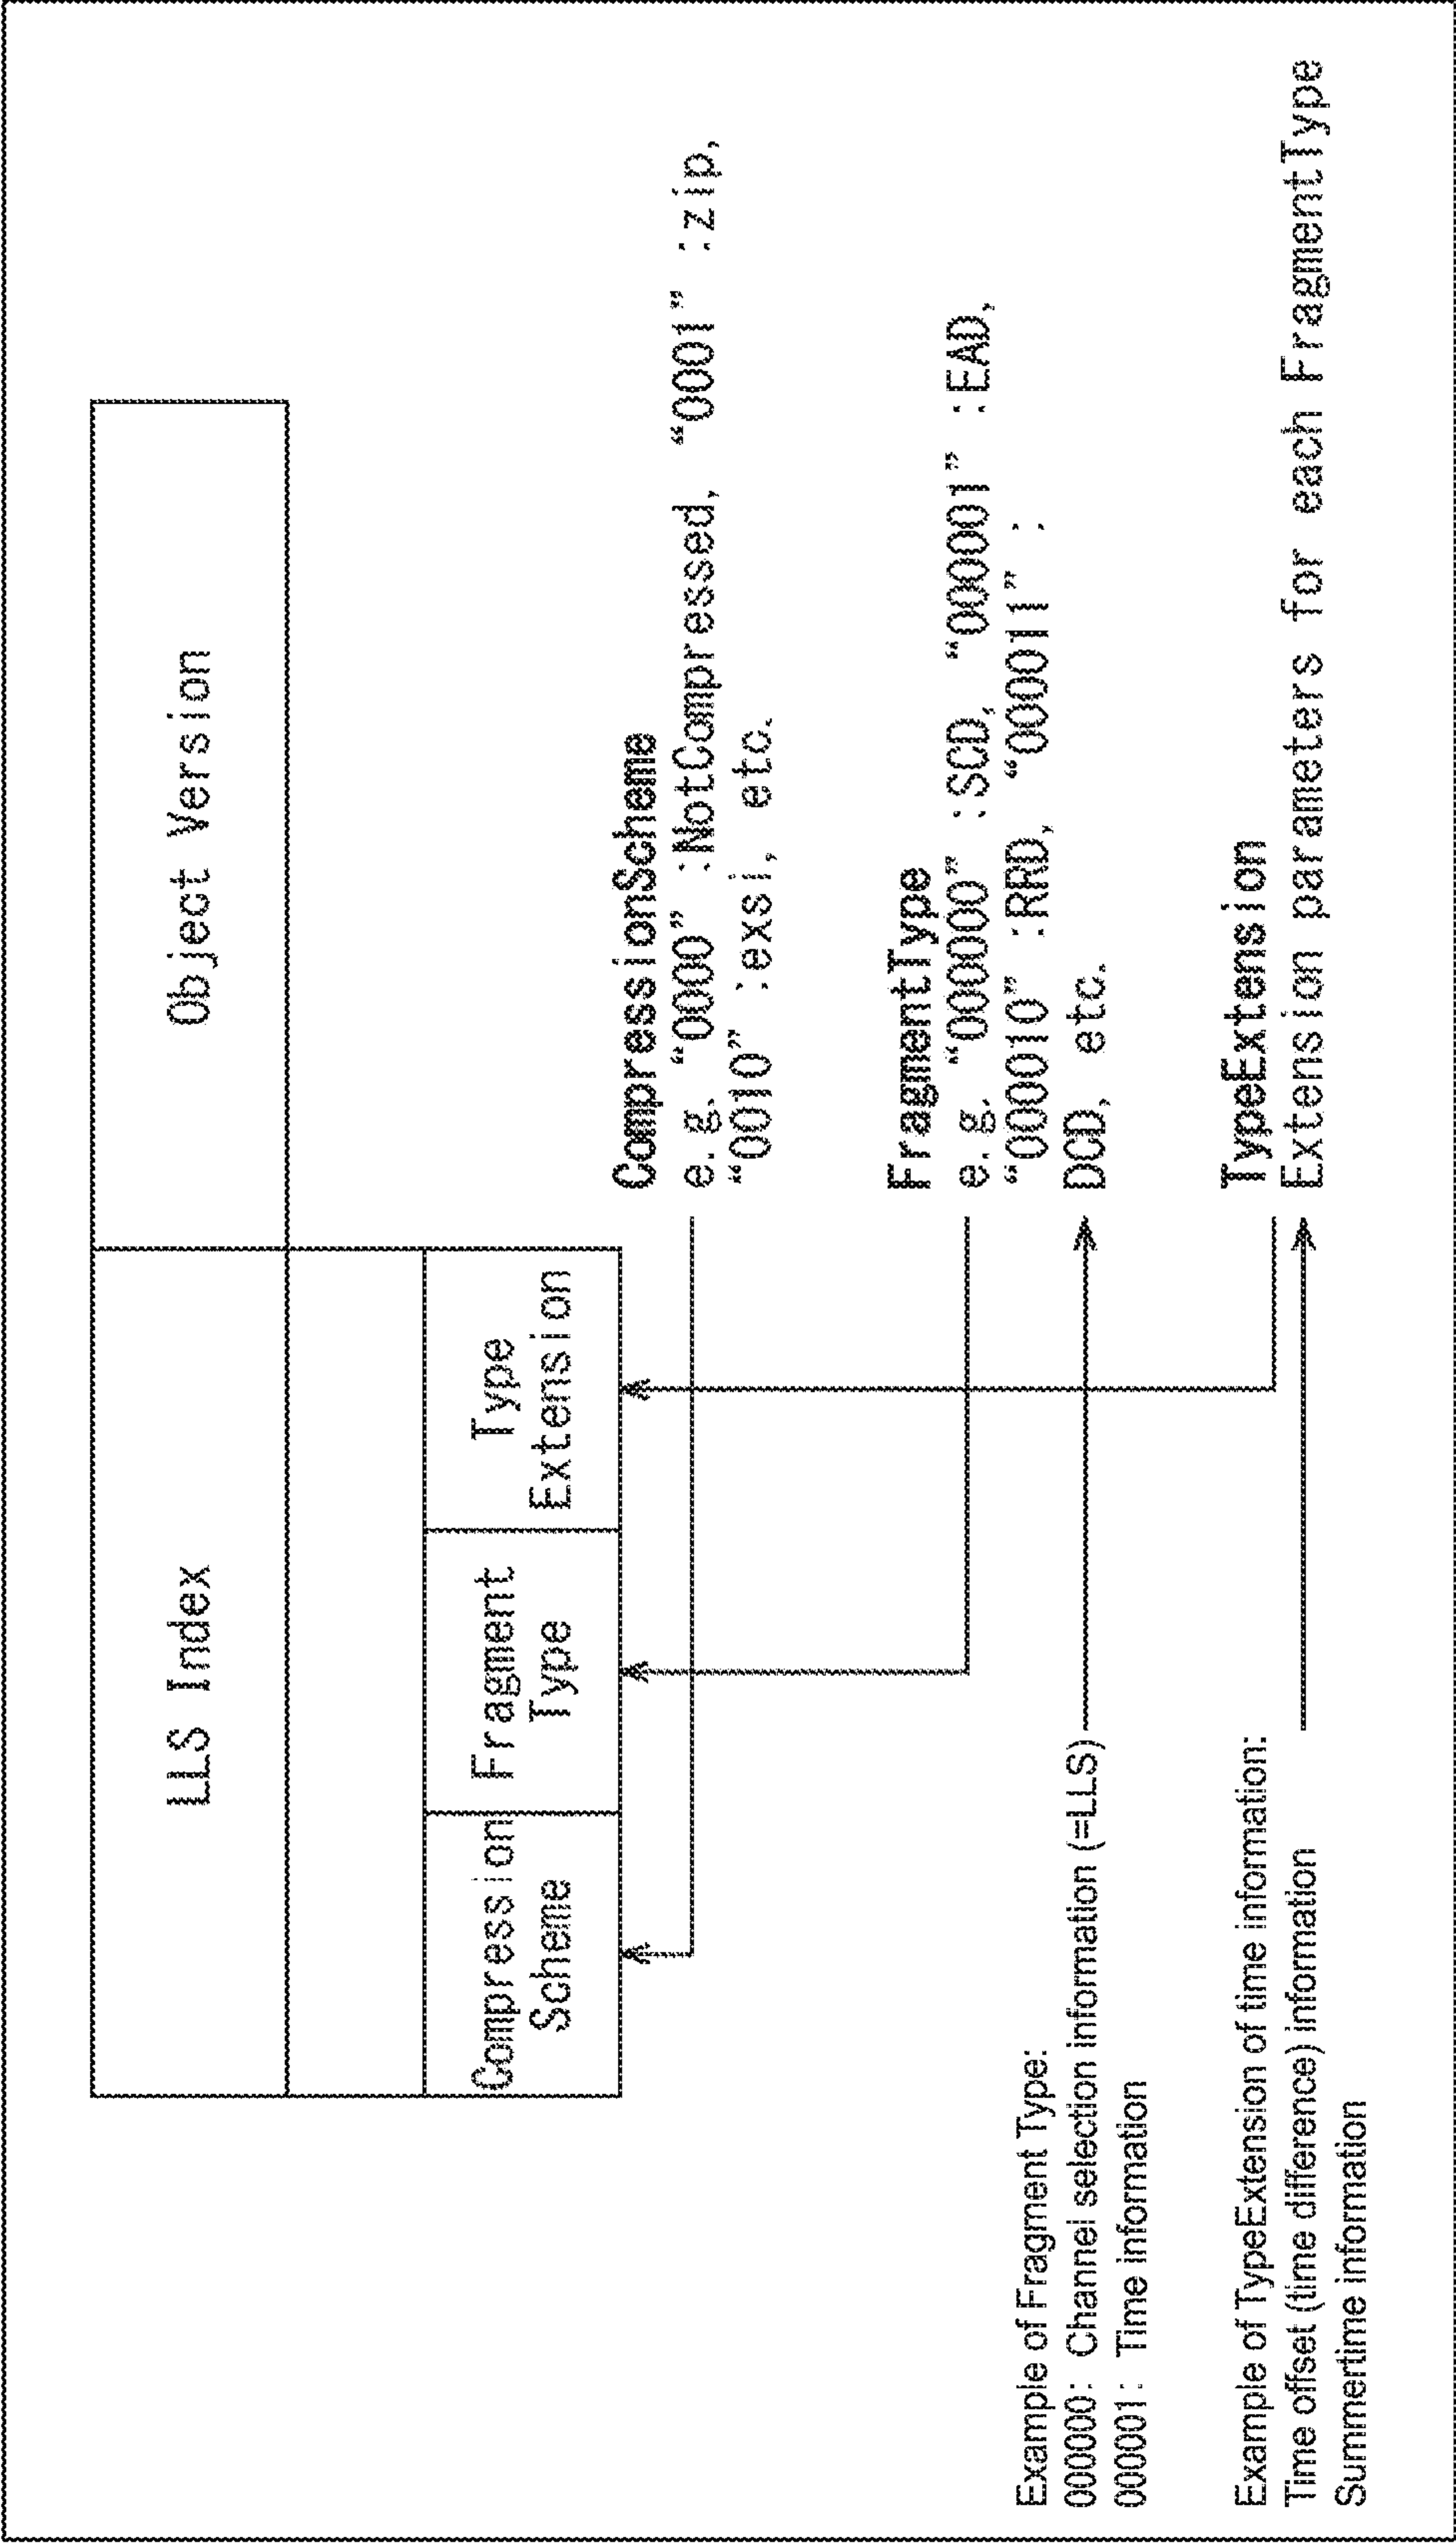 LLS Index
Object Version
Compression
Scheme
Fragment
Type
Type
Extension
CompressionScheme
e.g. “0000” :NotCompressed, “0001” :zip,
“0010” :exsi, etc.
FragmentType
e.g. “000000” :SCD, “000001” :EAD,
“000010” :RRD, “000011” :
DCD, etc.
Example of Fragment Type:
000000: Channel selection information (=LLS)
000001: Time information
TypeExtension
Extension parameters for each FragmentType
Example of TypeExtension of time information:
Time offset (time difference) information
Summertime information